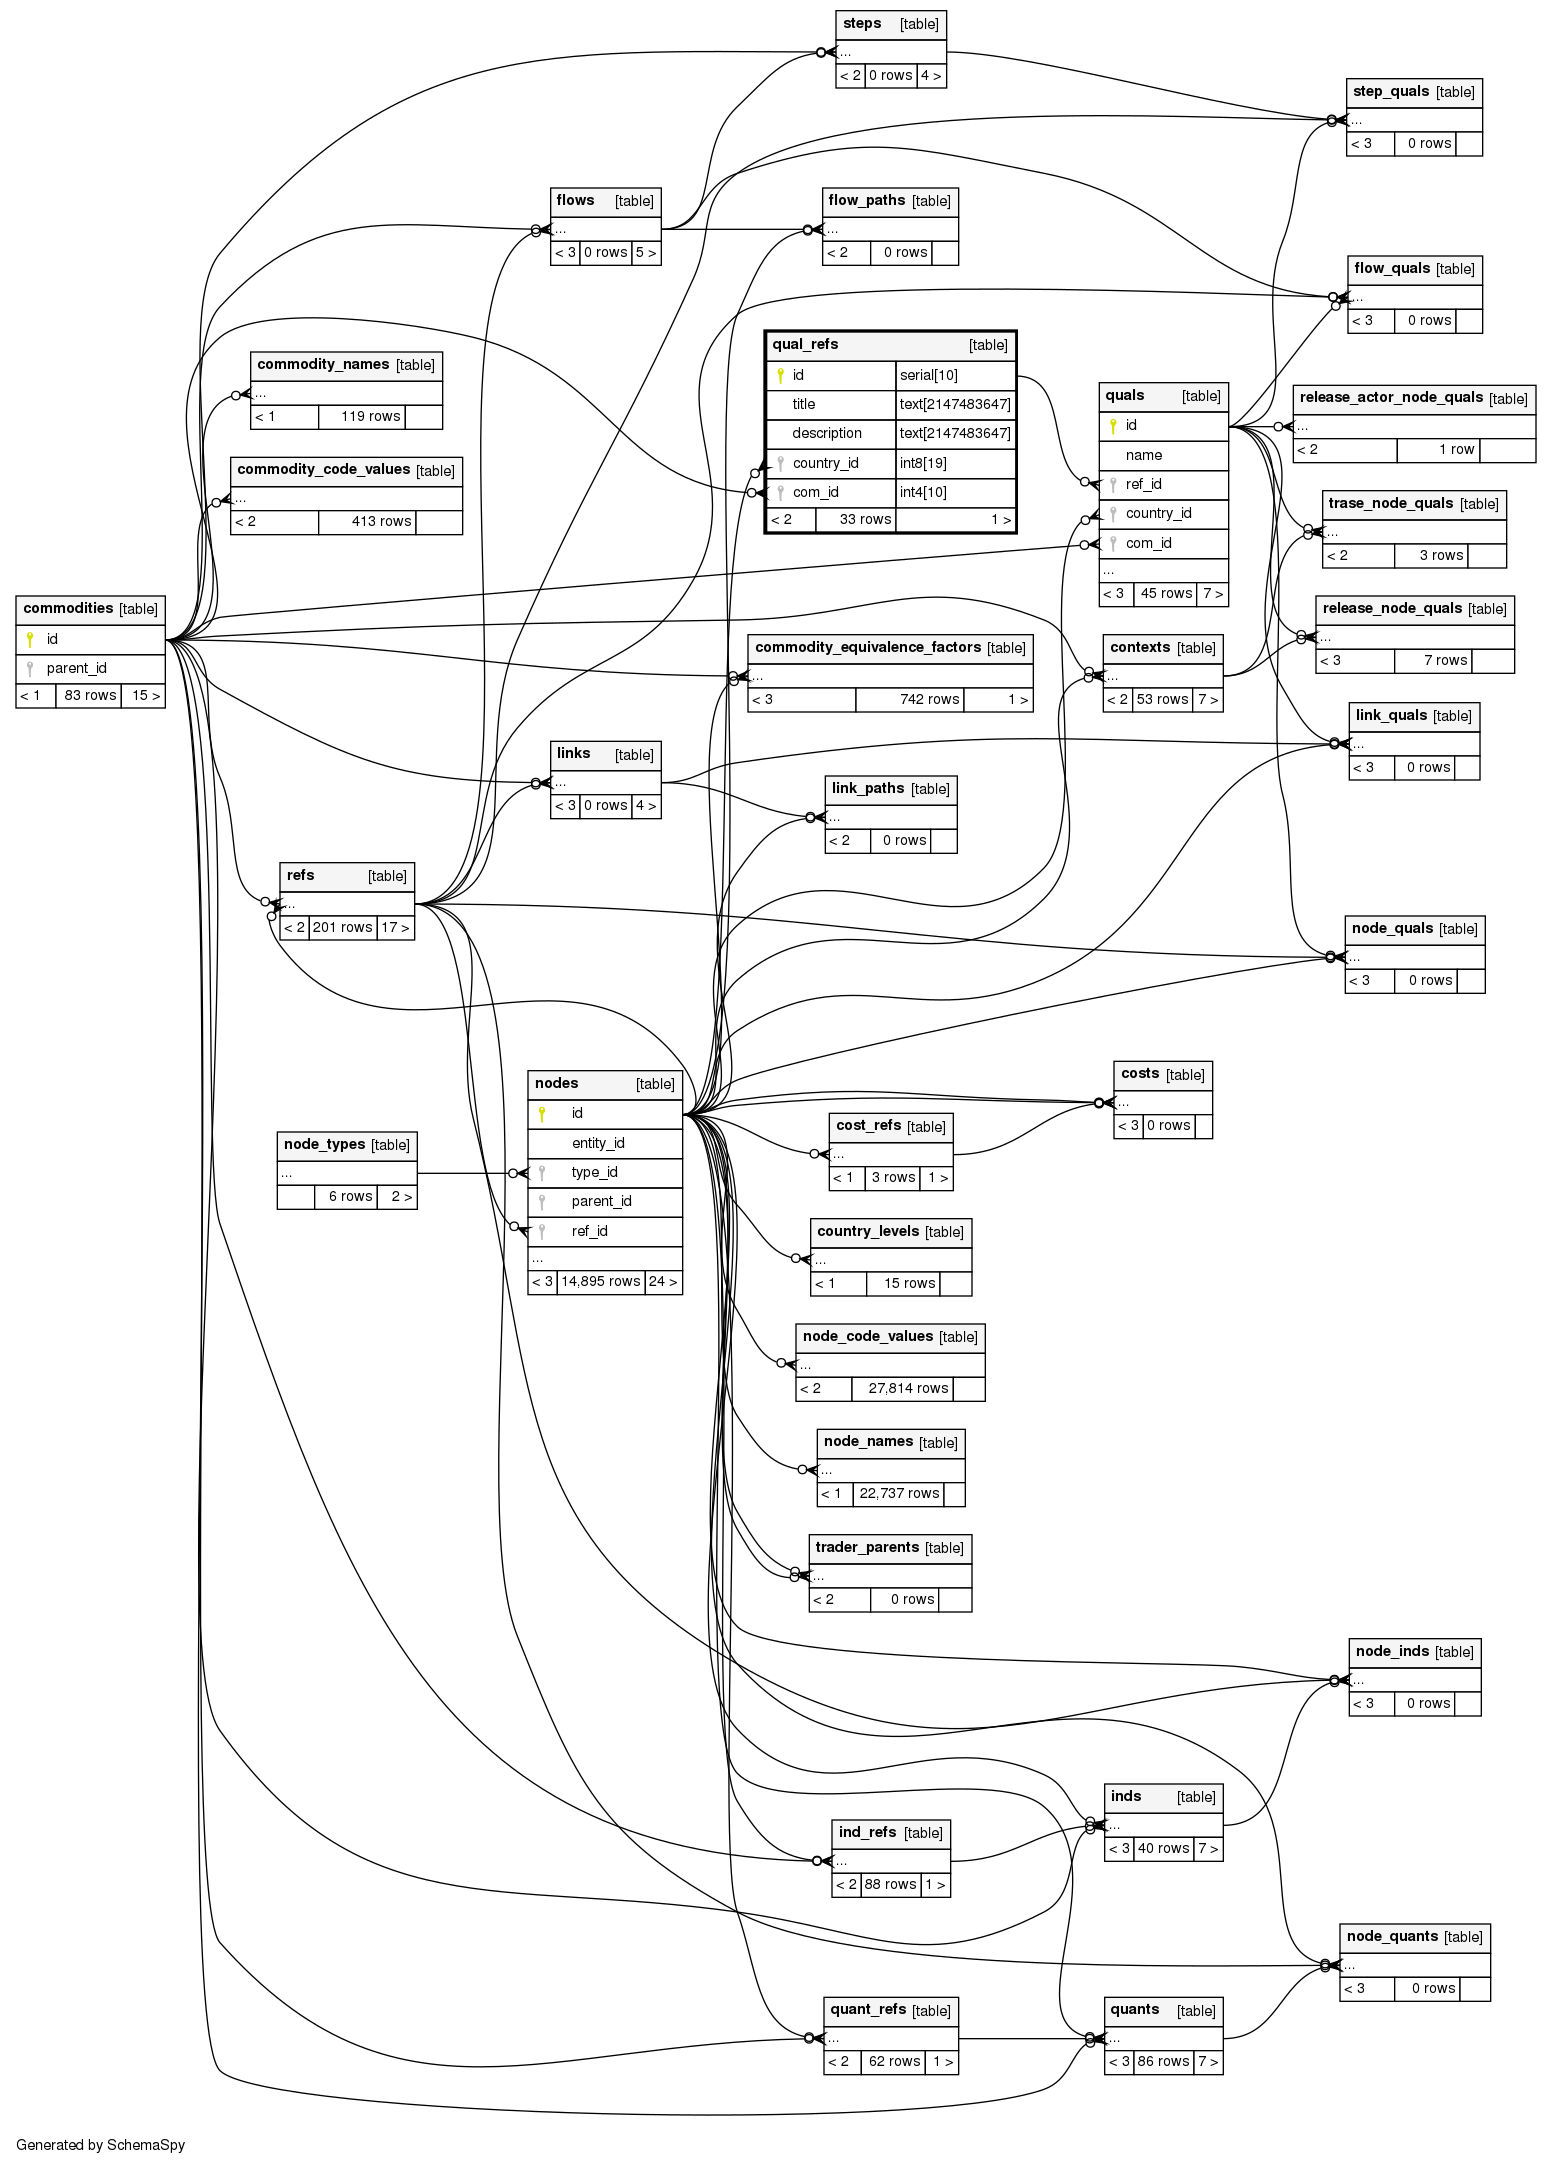 steps [table]
...
< 2 0 rows 4 >
step_quals [table]
...
< 3 0 rows
flows [table]
...
< 3 0 rows 5 >
flow_paths [table]
...
< 2 0 rows
flow_quals [table]
...
< 3 0 rows
qual_refs [table]
id serial[10]
title text[2147483647]
description text[2147483647]
country_id int8[19]
com_id int4[10]
< 2 33 rows 1 >
commodity_names [table]
...
< 1 119 rows
quals [table]
id
name
ref_id
country_id
com_id
...
< 3 45 rows 7 >
release_actor_node_quals [table]
...
< 2 1 row
commodity_code_values [table]
...
< 2 413 rows
trase_node_quals [table]
...
< 2 3 rows
commodities [table]
id
parent_id
< 1 83 rows 15 >
release_node_quals [table]
...
< 3 7 rows
commodity_equivalence_factors [table]
...
< 3 742 rows 1 >
contexts [table]
...
< 2 53 rows 7 >
link_quals [table]
...
< 3 0 rows
links [table]
...
< 3 0 rows 4 >
link_paths [table]
...
< 2 0 rows
refs [table]
...
< 2 201 rows 17 >
node_quals [table]
...
< 3 0 rows
nodes [table]
id
entity_id
type_id
parent_id
ref_id
...
< 3 14,895 rows 24 >
costs [table]
...
< 3 0 rows
cost_refs [table]
...
< 1 3 rows 1 >
node_types [table]
...
6 rows 2 >
country_levels [table]
...
< 1 15 rows
node_code_values [table]
...
< 2 27,814 rows
node_names [table]
...
< 1 22,737 rows
trader_parents [table]
...
< 2 0 rows
node_inds [table]
...
< 3 0 rows
inds [table]
...
< 3 40 rows 7 >
ind_refs [table]
...
< 2 88 rows 1 >
node_quants [table]
...
< 3 0 rows
quant_refs [table]
...
< 2 62 rows 1 >
quants [table]
...
< 3 86 rows 7 >
Generated by SchemaSpy